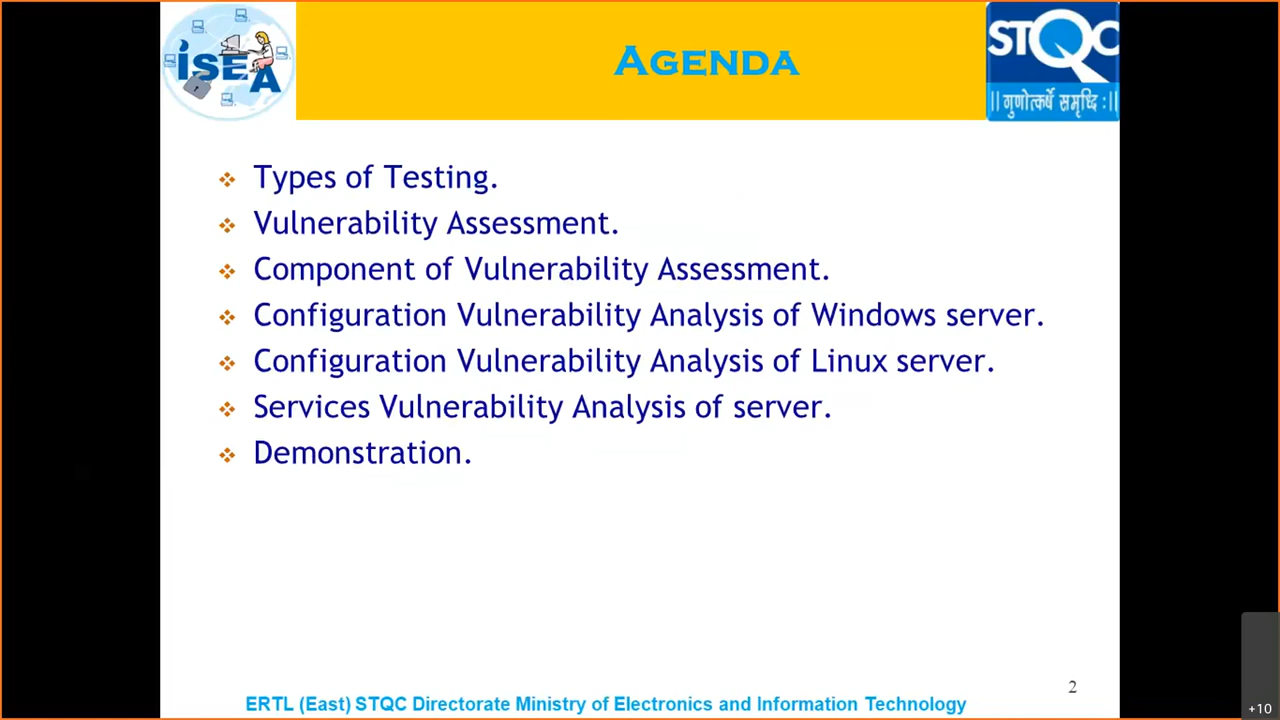 iSEA
AGENDA
STQC
|| गुणोत्कर्षे समृध्दि : ||
Types of Testing.
Vulnerability Assessment.
Component of Vulnerability Assessment.
Configuration Vulnerability Analysis of Windows server.
Configuration Vulnerability Analysis of Linux server.
Services Vulnerability Analysis of server.
Demonstration.
2
ERTL (East) STQC Directorate Ministry of Electronics and Information Technology
+10